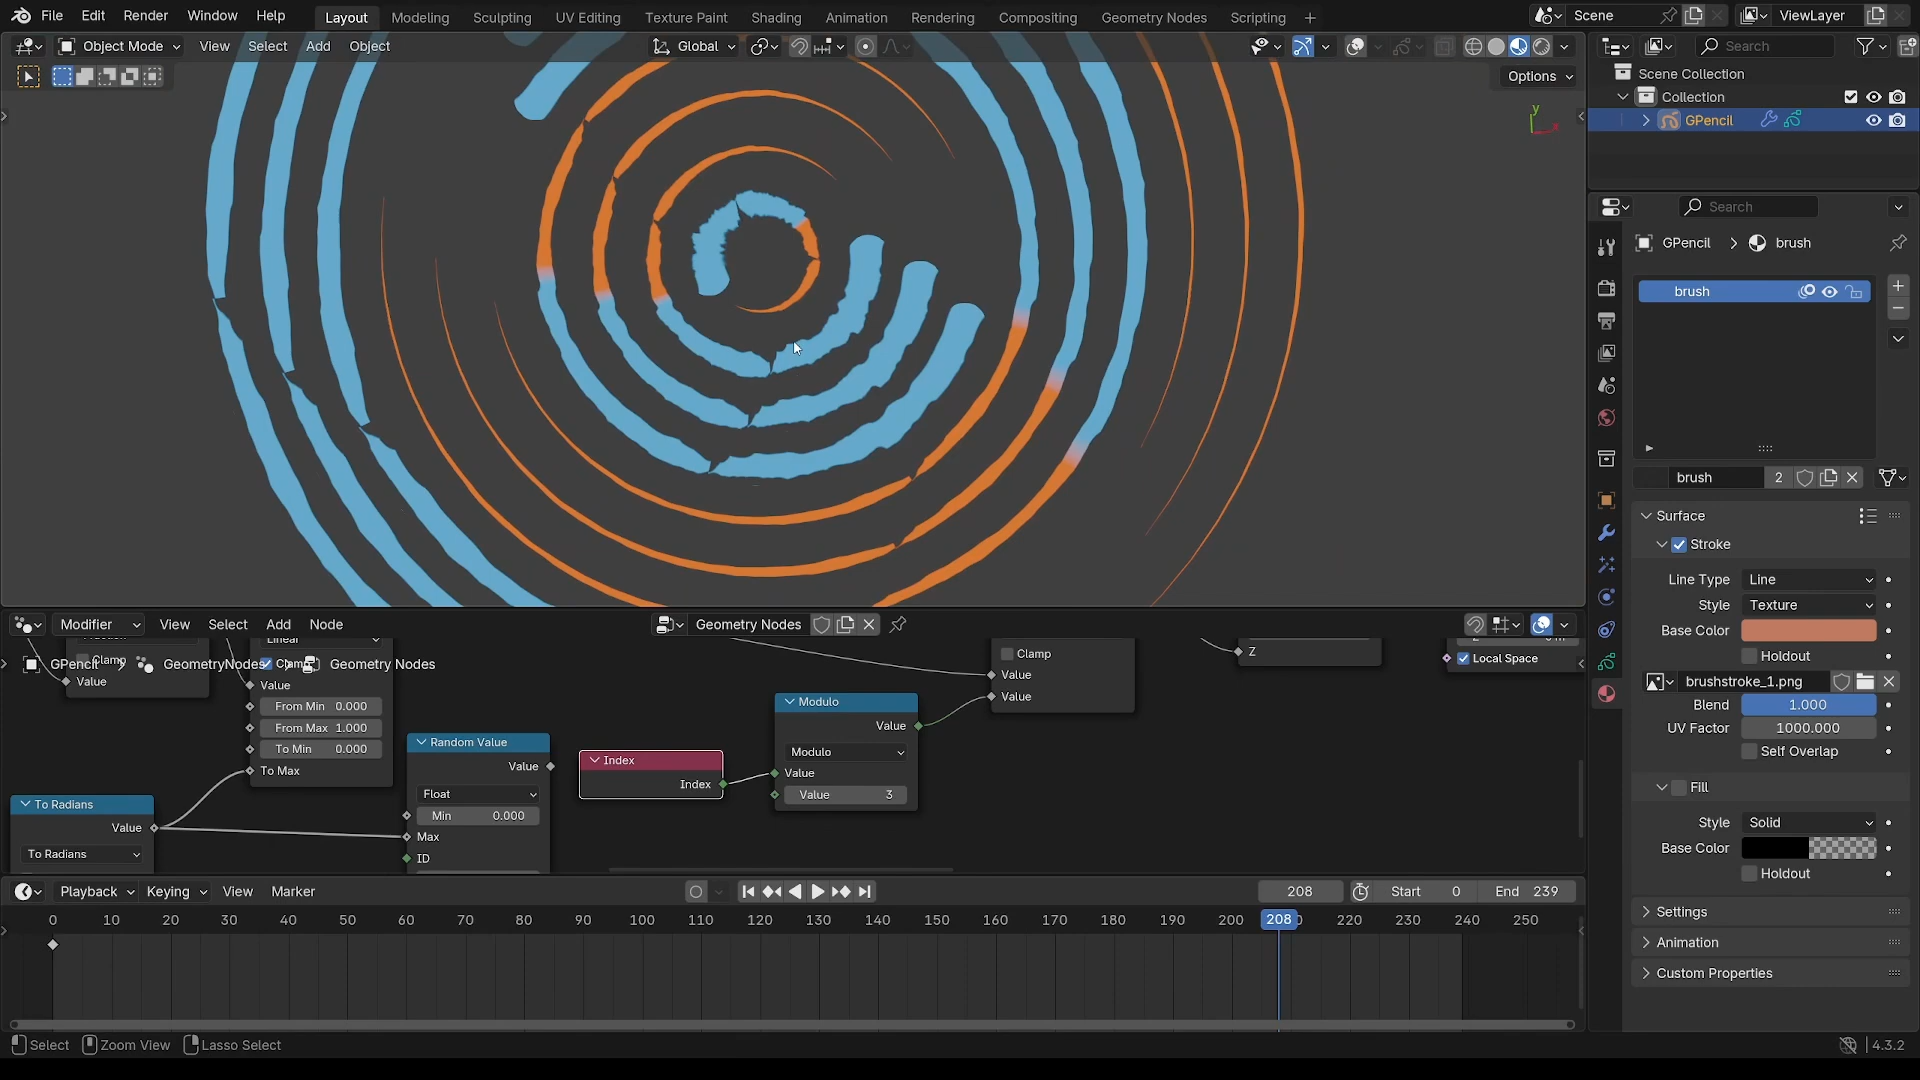 File Edit Render Window Help Layout Modeling Sculpting UV Editing Texture Paint Shading Animation Rendering Compositing Geometry Nodes Scripting + Scene ViewLayer
Object Mode View Select Add Object Global Search
Options
Scene Collection
Collection
GPencil
y
Search
GPencil > brush
brush
brush 2
Surface
Stroke
Line Type Line
Style Texture
Base Color
Holdout
brushstroke_1.png
Blend 1.000
UV Factor 1000.000
Self Overlap
Fill
Style Solid
Base Color
Holdout
Settings
Animation
Custom Properties
Modifier View Select Add Node Geometry Nodes
GPencil GeometryNodes Geometry Nodes
Linear
Clamp
Value
Value
From Min 0.000
From Max 1.000
To Min 0.000
To Max
To Radians
Value
To Radians
Random Value
Value
Float
Min 0.000
Max
ID
Index
Index
Modulo
Value
Modulo
Value
Value 3
Clamp
Value
Value
Z
Local Space
Playback Keying View Marker 208 Start 0 End 239
0 10 20 30 40 50 60 70 80 90 100 110 120 130 140 150 160 170 180 190 200 208 220 230 240 250
Select Zoom View Lasso Select 4.3.2